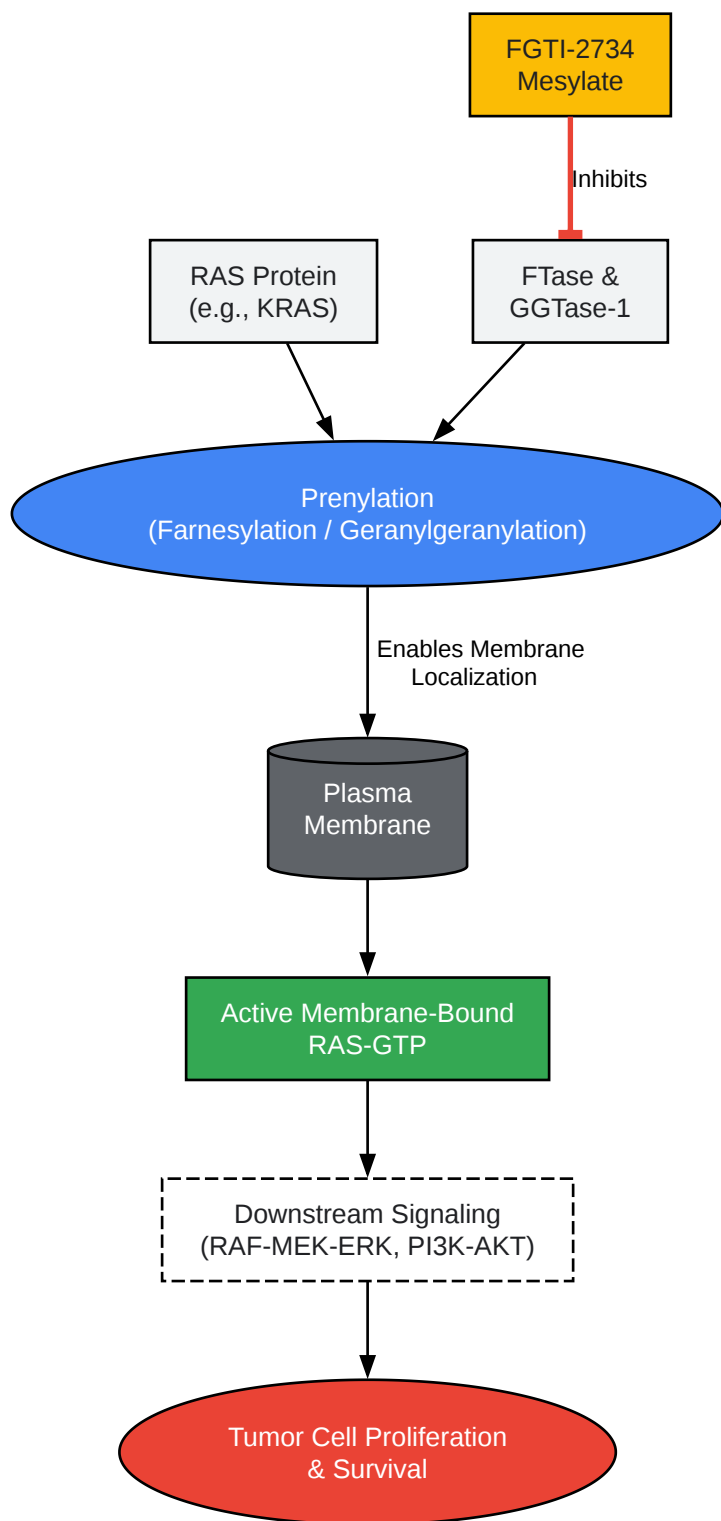 FGTI-2734
Mesylate
Inhibits
RAS Protein
(e.g., KRAS)
FTase &
GGTase-1
Prenylation
(Farnesylation / Geranylgeranylation)
Enables Membrane
Localization
Plasma
Membrane
Active Membrane-Bound
RAS-GTP
Downstream Signaling
(RAF-MEK-ERK, PI3K-AKT)
Tumor Cell Proliferation
& Survival